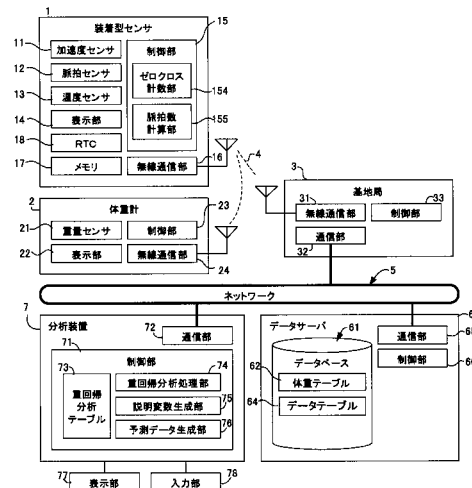 1
装着型センサ
15
11
加速度センサ
制御部
12
脈拍センサ
ゼロクロス
計数部
154
13
温度センサ
14
表示部
脈拍数
計算部
155
18
RTC
16
17
メモリ
無線通信部
4
3
基地局
31
無線通信部
制御部
33
通信部
32
2
体重計
23
21
重量センサ
制御部
22
表示部
無線通信部
24
5
ネットワーク
7
分析装置
72
通信部
71
制御部
73
重回帰
分析
テーブル
74
重回帰分析処理部
75
説明変数生成部
76
予測データ生成部
77
表示部
78
入力部
データサーバ
61
データベース
62
体重テーブル
64
データテーブル
通信部
制御部